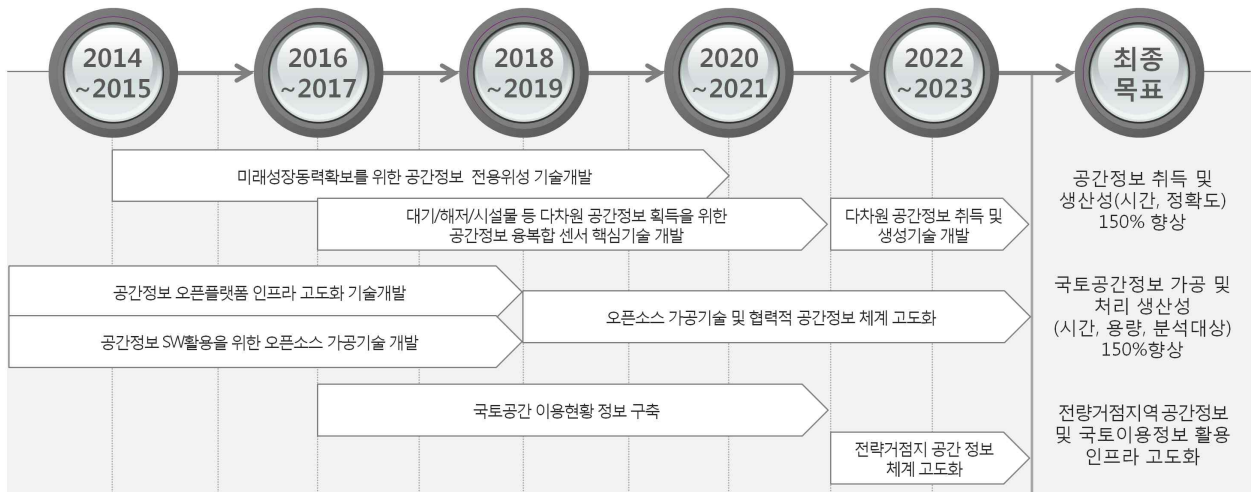 2014
~2015
2016
~2017
2018
~2019
2020
~2021
2022
~2023
최종
목표
미래성장동력확보를 위한 공간정보 전용위성 기술개발
대기/해저/시설물 등 다차원 공간정보 획득을 위한
공간정보 융복합 센서 핵심기술 개발
다차원 공간정보 취득 및
생성기술 개발
공간정보 취득 및
생산성(시간, 정확도)
150% 향상
공간정보 오픈플랫폼 인프라 고도화 기술개발
공간정보 SW활용을 위한 오픈소스 가공기술 개발
오픈소스 가공기술 및 협력적 공간정보 체계 고도화
국토공간정보 가공 및
처리 생산성
(시간, 용량, 분석대상)
150%향상
국토공간 이용현황 정보 구축
전략거점지 공간 정보
체계 고도화
전략거점지역공간정보
및 국토이용정보 활용
인프라 고도화